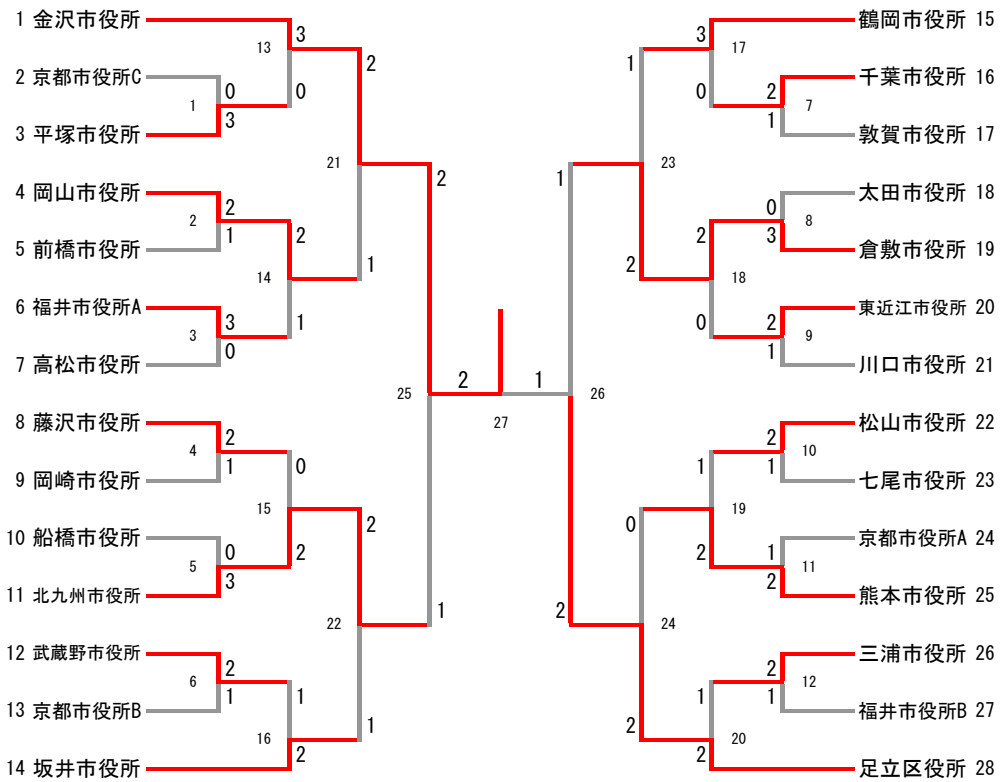 1 金沢市役所
2 京都市役所C
3 平塚市役所
4 岡山市役所
5 前橋市役所
6 福井市役所A
7 高松市役所
8 藤沢市役所
9 岡崎市役所
10 船橋市役所
11 北九州市役所
12 武蔵野市役所
13 京都市役所B
14 坂井市役所
1
0
3
2
2
1
3
3
0
4
2
1
5
0
3
6
2
1
13
3
0
14
2
1
15
0
2
16
1
2
21
2
1
22
2
1
25
2
1
2
27
1
26
1
2
23
1
2
24
0
2
17
3
0
18
2
0
19
1
2
20
1
2
7
2
1
8
0
3
9
2
1
10
2
1
11
1
2
12
2
1
鶴岡市役所 15
千葉市役所 16
敦賀市役所 17
太田市役所 18
倉敷市役所 19
東近江市役所 20
川口市役所 21
松山市役所 22
七尾市役所 23
京都市役所A 24
熊本市役所 25
三浦市役所 26
福井市役所B 27
足立区役所 28